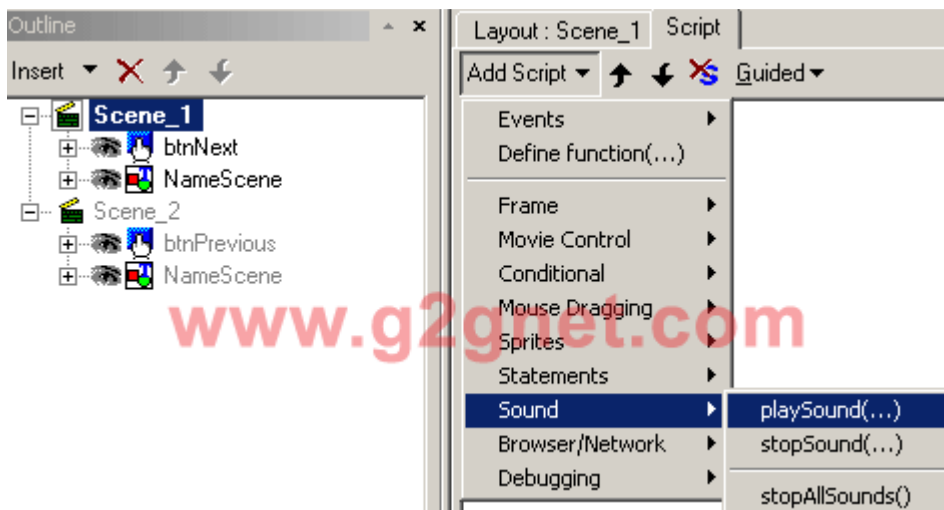 Outline
Insert
Scene_1
btnNext
NameScene
Scene_2
btnPrevious
NameScene
Layout : Scene_1 Script
Add Script Guided
Events
Define function(...)
Frame
Movie Control
Conditional
Mouse Dragging
Sprites
Statements
Sound
Browser/Network
Debugging
playSound(...)
stopSound(...)
stopAllSounds()
www.g2gnet.com